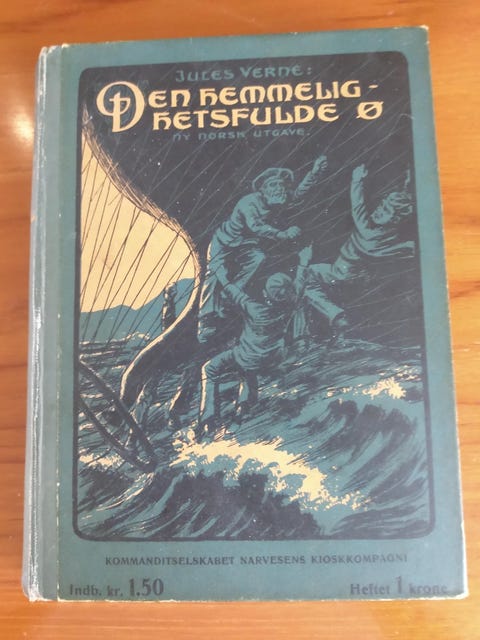 JULES VERNE:
DEN HEMMELIG-
HETSFULDE Ø
NY NORSK UTGAVE.
KOMMANDITSELSKABET NARVESENS KIOSKKOMPAGNI
Indb. kr. 1.50 Heftet 1 krone